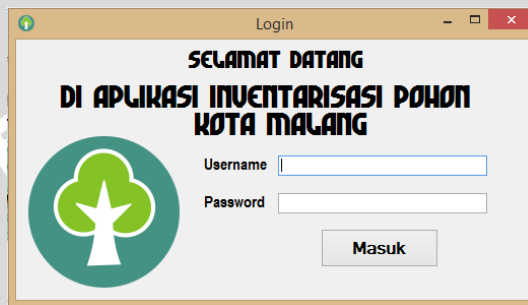 Login
SELAMAT DATANG
DI APLIKASI INVENTARISASI POHON
KOTA MALANG
Username
Password
Masuk